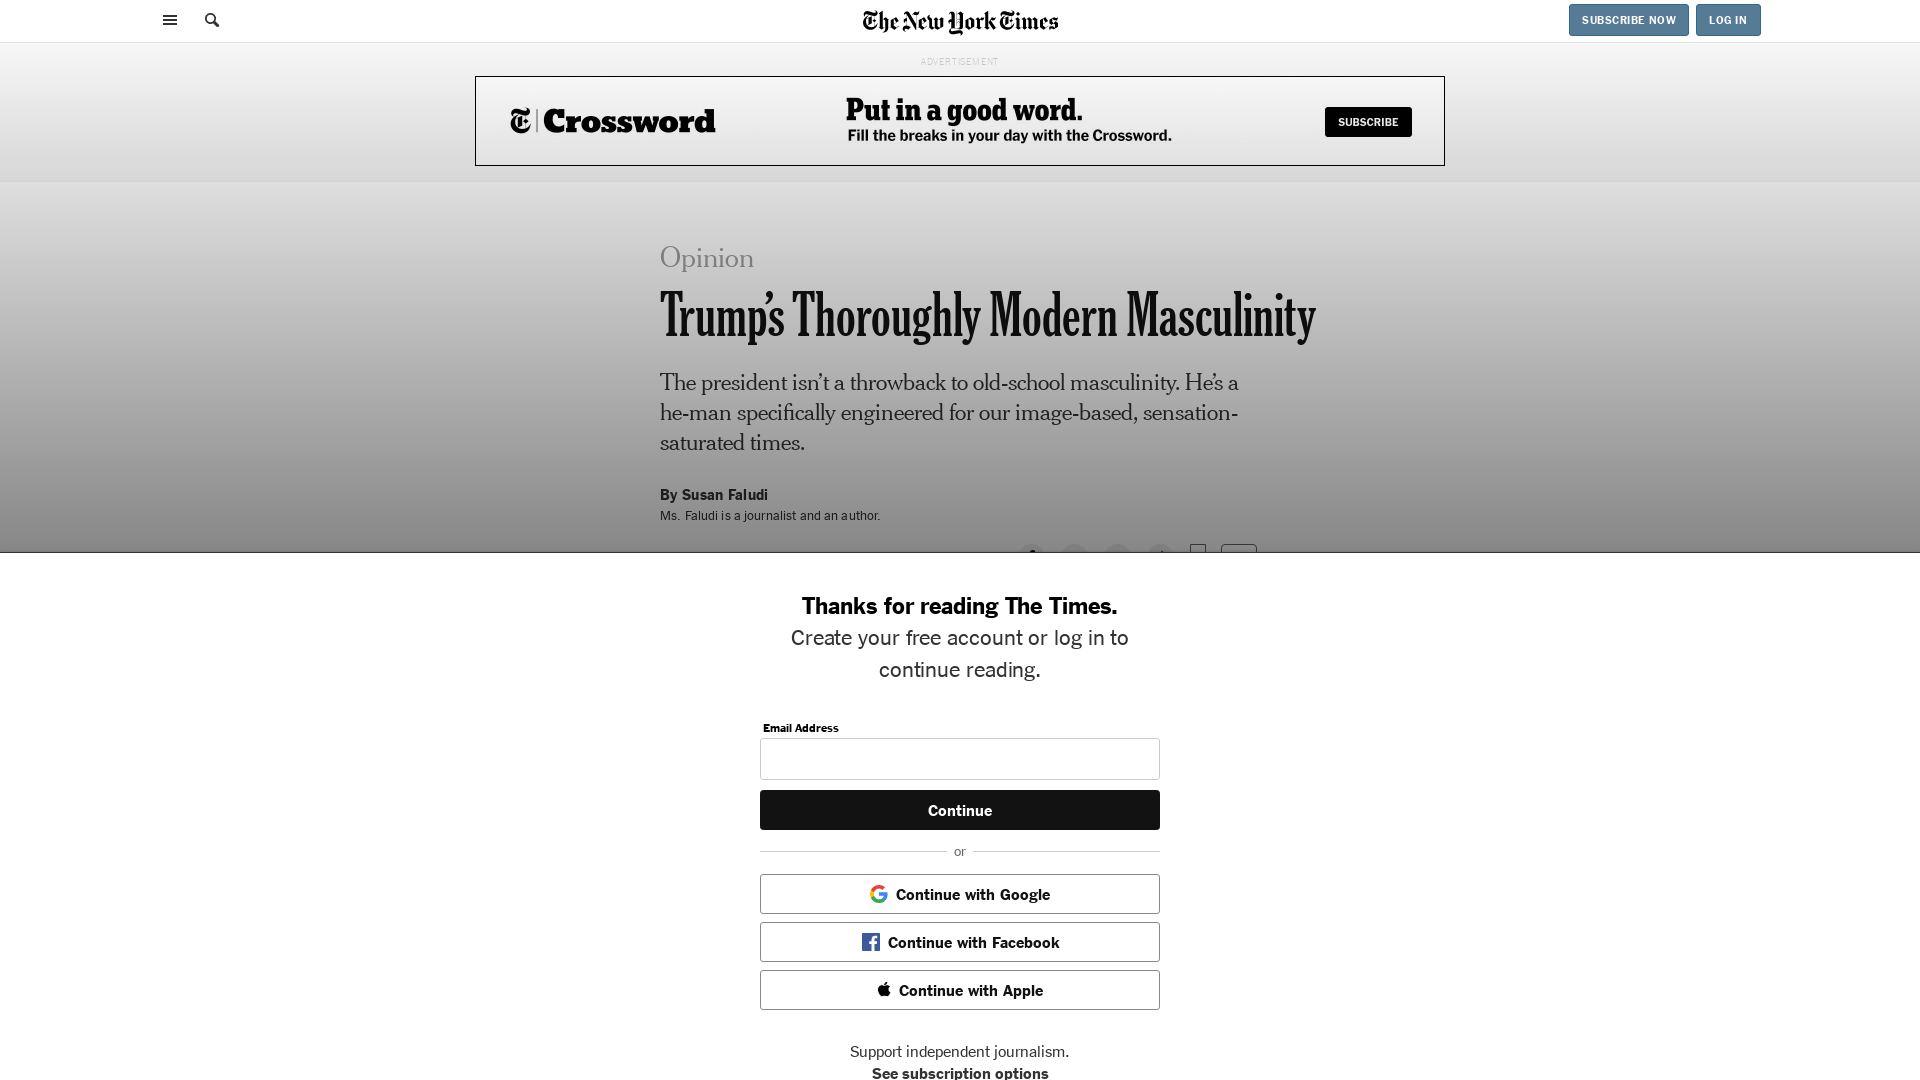 The New York Times
SUBSCRIBE NOW
LOG IN
ADVERTISEMENT
Crossword
Put in a good word.
Fill the breaks in your day with the Crossword.
SUBSCRIBE
Opinion
Trump’s Thoroughly Modern Masculinity
The president isn’t a throwback to old-school masculinity. He’s a
he-man specifically engineered for our image-based, sensation-
saturated times.
By Susan Faludi
Ms. Faludi is a journalist and an author.
Thanks for reading The Times.
Create your free account or log in to
continue reading.
Email Address
Continue
or
Continue with Google
Continue with Facebook
Continue with Apple
Support independent journalism.
See subscription options